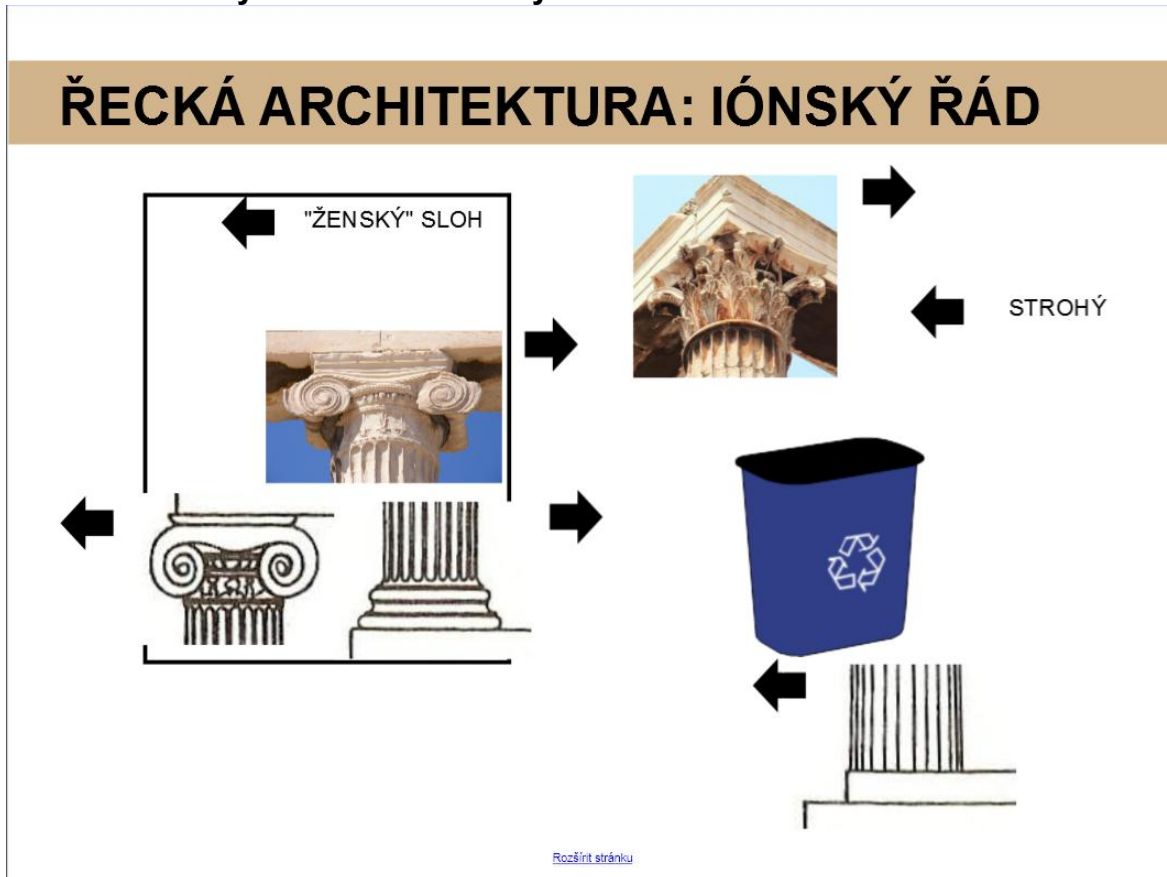 ŘECKÁ ARCHITEKTURA: IÓNSKÝ ŘÁD
"ŽENSKÝ" SLOH
STROHÝ
Rozšířit stránku